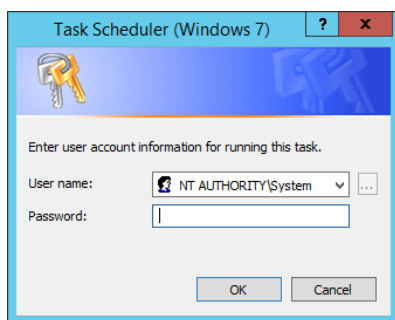 Task Scheduler (Windows 7)
? x
Enter user account information for running this task.
User name: NT AUTHORITY\System ...
Password:
OK Cancel